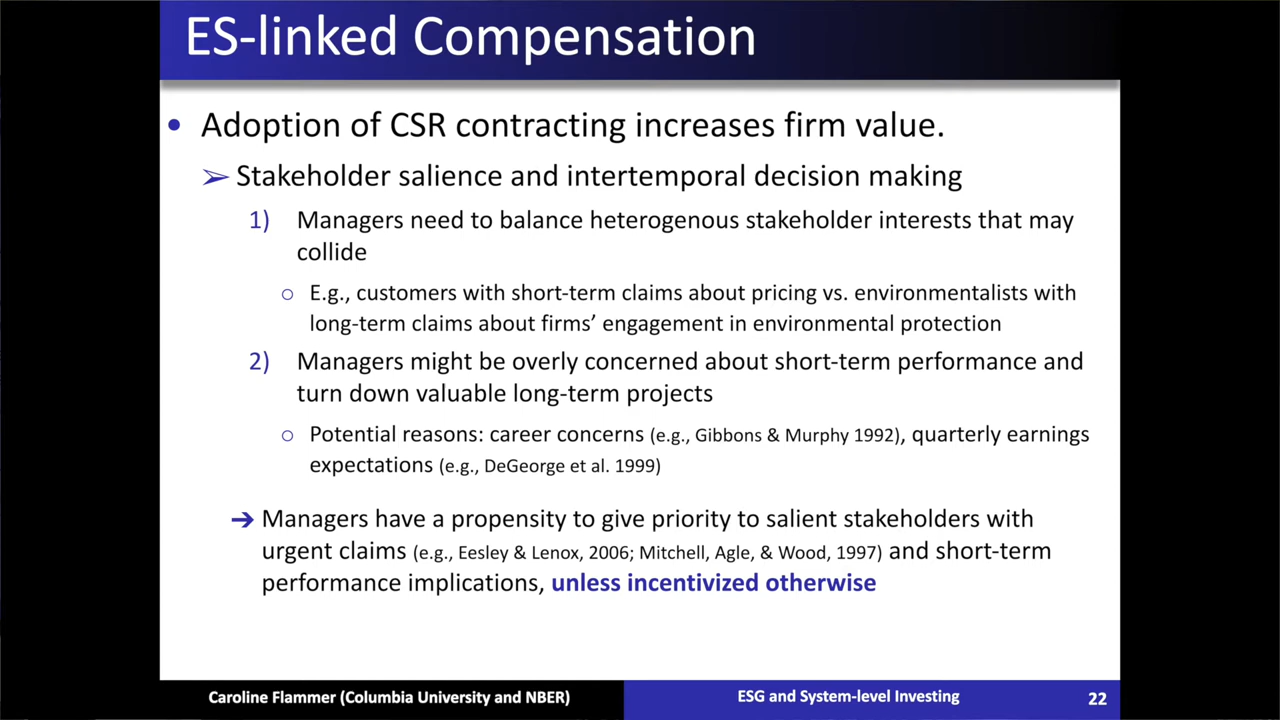 ES-linked Compensation
• Adoption of CSR contracting increases firm value.
➢ Stakeholder salience and intertemporal decision making
1) Managers need to balance heterogenous stakeholder interests that may
collide
○ E.g., customers with short-term claims about pricing vs. environmentalists with
long-term claims about firms’ engagement in environmental protection
2) Managers might be overly concerned about short-term performance and
turn down valuable long-term projects
○ Potential reasons: career concerns (e.g., Gibbons & Murphy 1992), quarterly earnings
expectations (e.g., DeGeorge et al. 1999)
➔ Managers have a propensity to give priority to salient stakeholders with
urgent claims (e.g., Eesley & Lenox, 2006; Mitchell, Agle, & Wood, 1997) and short-term
performance implications, unless incentivized otherwise
Caroline Flammer (Columbia University and NBER)
ESG and System-level Investing
22